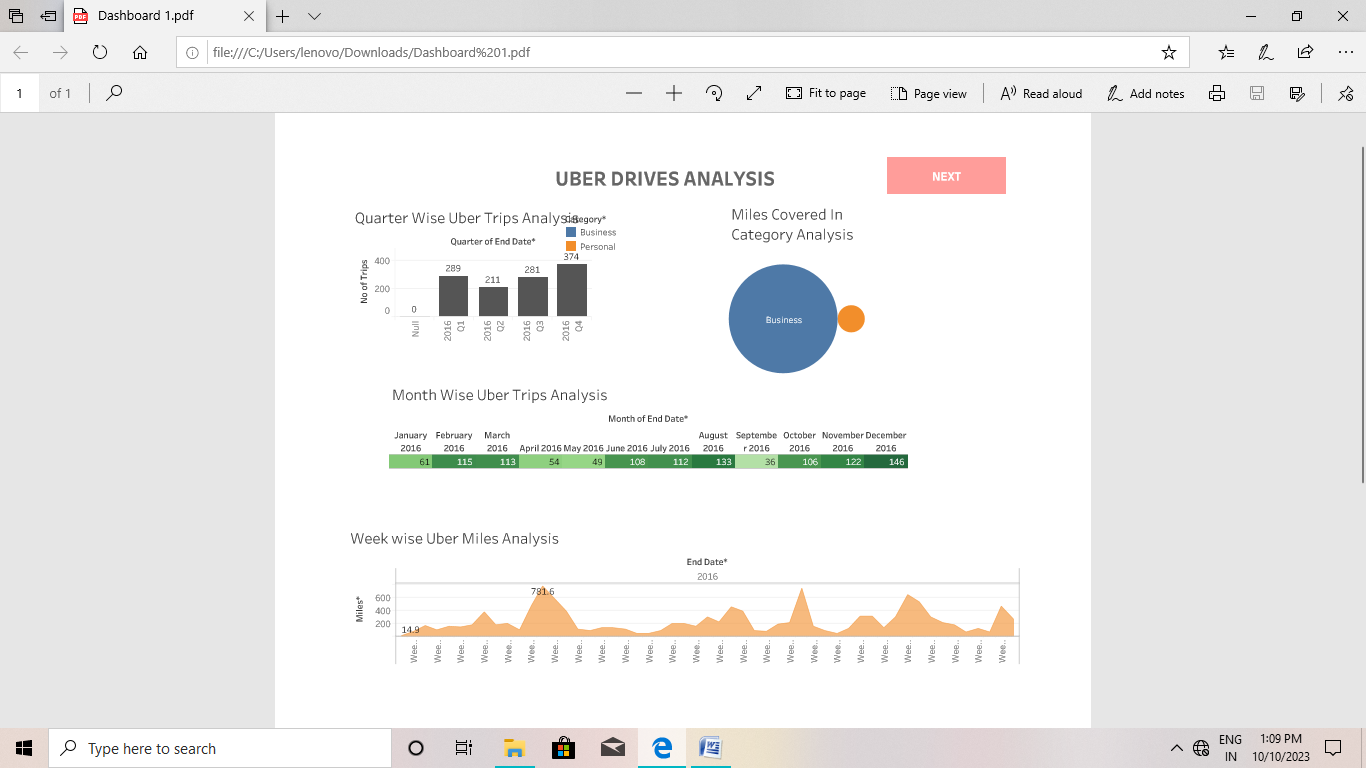 Dashboard 1.pdf
file:///C:/Users/lenovo/Downloads/Dashboard%201.pdf
1 of 1
Fit to page
Page view
Read aloud
Add notes
UBER DRIVES ANALYSIS
NEXT
Quarter Wise Uber Trips Analysis
Category*
Business
Personal
Quarter of End Date*
No of Trips
400
200
0
0
289
211
281
374
Null
2016 Q1
2016 Q2
2016 Q3
2016 Q4
Miles Covered In
Category Analysis
Business
Month Wise Uber Trips Analysis
Month of End Date*
January February March August Septembe October November December
2016 2016 2016 April 2016 May 2016 June 2016 July 2016 2016 r 2016 2016 2016 2016
61 115 113 54 49 108 112 133 36 106 122 146
Week wise Uber Miles Analysis
End Date*
2016
Miles*
600
400
200
781.6
14.9
Wee.. Wee.. Wee.. Wee.. Wee.. Wee.. Wee.. Wee.. Wee.. Wee.. Wee.. Wee.. Wee.. Wee.. Wee.. Wee.. Wee.. Wee.. Wee.. Wee.. Wee.. Wee.. Wee.. Wee.. Wee.. Wee..
Type here to search
ENG
IN
1:09 PM
10/10/2023